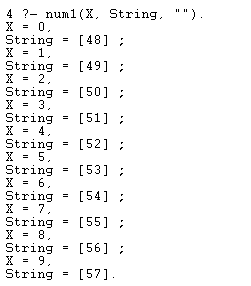 4 ?- num1(X, String, "").
X = 0,
String = [48] ;
X = 1,
String = [49] ;
X = 2,
String = [50] ;
X = 3,
String = [51] ;
X = 4,
String = [52] ;
X = 5,
String = [53] ;
X = 6,
String = [54] ;
X = 7,
String = [55] ;
X = 8,
String = [56] ;
X = 9,
String = [57].